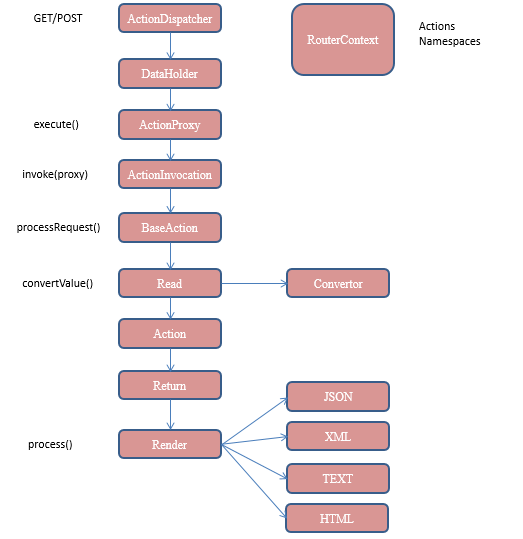 GET/POST
ActionDispatcher
RouterContext
Actions
Namespaces
DataHolder
execute()
ActionProxy
invoke(proxy)
ActionInvocation
processRequest()
BaseAction
convertValue()
Read
Convertor
Action
Return
process()
Render
JSON
XML
TEXT
HTML